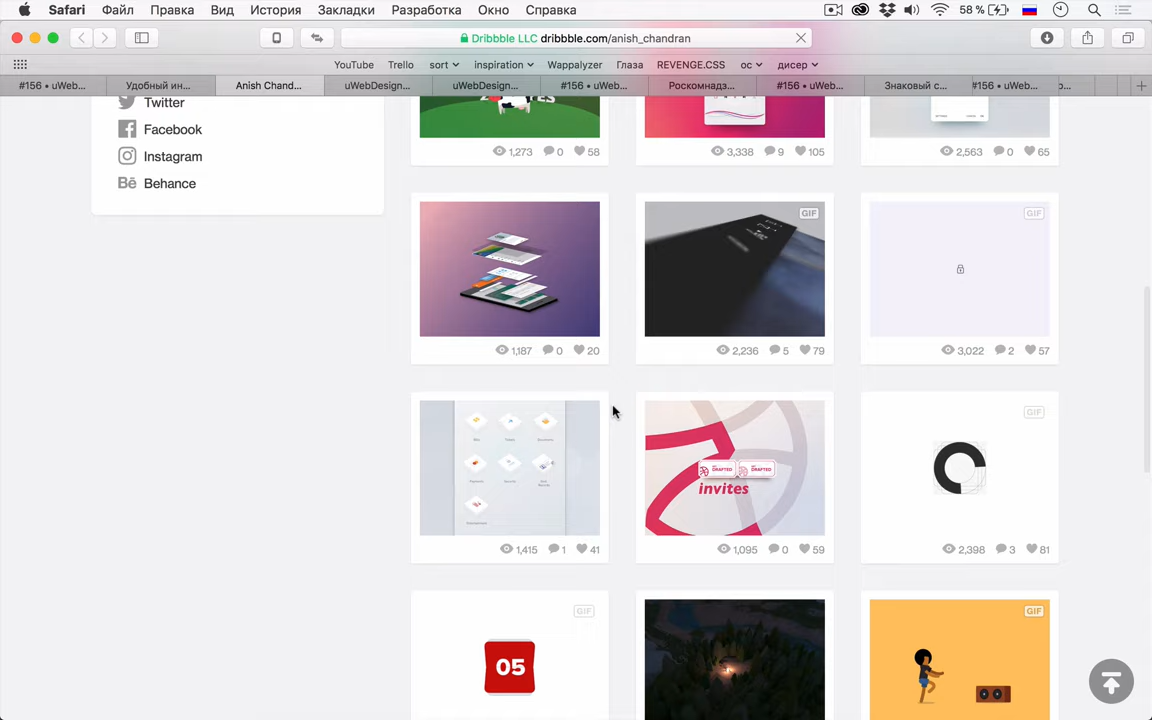 Safari Файл Правка Вид История Закладки Разработка Окно Справка 58 %
Dribbble LLC dribbble.com/anish_chandran
YouTube Trello sort inspiration Wappalyzer Глаза REVENGE.CSS ос дисер
#156 • uWeb... Удобный ин... Anish Chand... uWebDesign... uWebDesign... #156 • uWeb... Роскомнадз... #156 • uWeb... Знаковый с... #156 • uWeb...
Twitter
Facebook
Instagram
Bē Behance
1,273 0 58
3,338 9 105
2,563 0 65
GIF
GIF
1,187 0 20
2,236 5 79
3,022 2 57
GIF
DRAFTED DRAFTED
invites
1,415 1 41
1,095 0 59
2,398 3 81
GIF
05
GIF